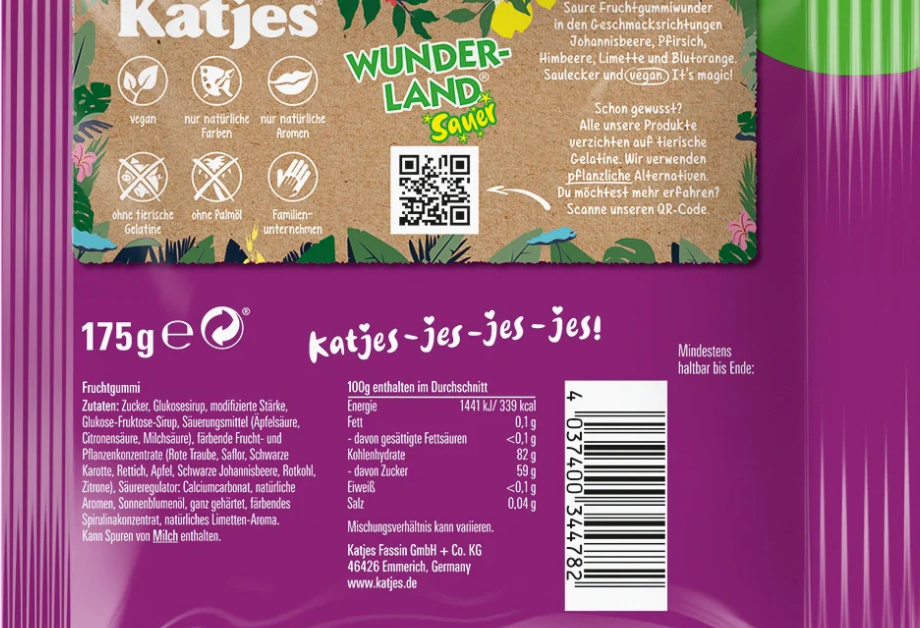 Katjes®
vegan
nur natürliche
Farben
nur natürliche
Aromen
ohne tierische
Gelatine
ohne Palmöl
Familien-
unternehmen
WUNDER-
LAND®
Sauer
Saure Fruchtgummiwunder
in den Geschmacksrichtungen
Johannisbeere, Pfirsich,
Himbeere, Limette und Blutorange.
Saulecker und vegan. It's magic!
Schon gewusst?
Alle unsere Produkte
verzichten auf tierische
Gelatine. Wir verwenden
pflanzliche Alternativen.
Du möchtest mehr erfahren?
Scanne unseren QR-Code.
175 g ℮ ®
katjes-jes-jes-jes!
Mindestens
haltbar bis Ende:
Fruchtgummi
Zutaten: Zucker, Glukosesirup, modifizierte Stärke,
Glukose-Fruktose-Sirup, Säuerungsmittel (Äpfelsäure,
Citronensäure, Milchsäure), färbende Frucht- und
Pflanzenkonzentrate (Rote Traube, Saflor, Schwarze
Karotte, Rettich, Apfel, Schwarze Johannisbeere, Rotkohl,
Zitrone), Säureregulator: Calciumcarbonat, natürliche
Aromen, Sonnenblumenöl, ganz gehärtet, färbendes
Spirulinakonzentrat, natürliches Limetten-Aroma.
Kann Spuren von Milch enthalten.
100g enthalten im Durchschnitt
Energie 1441 kJ/ 339 kcal
Fett 0,1 g
- davon gesättigte Fettsäuren <0,1 g
Kohlenhydrate 82 g
- davon Zucker 59 g
Eiweiß <0,1 g
Salz 0,04 g
Mischungsverhältnis kann variieren.
Katjes Fassin GmbH + Co. KG
46426 Emmerich, Germany
www.katjes.de
4 037400 344782